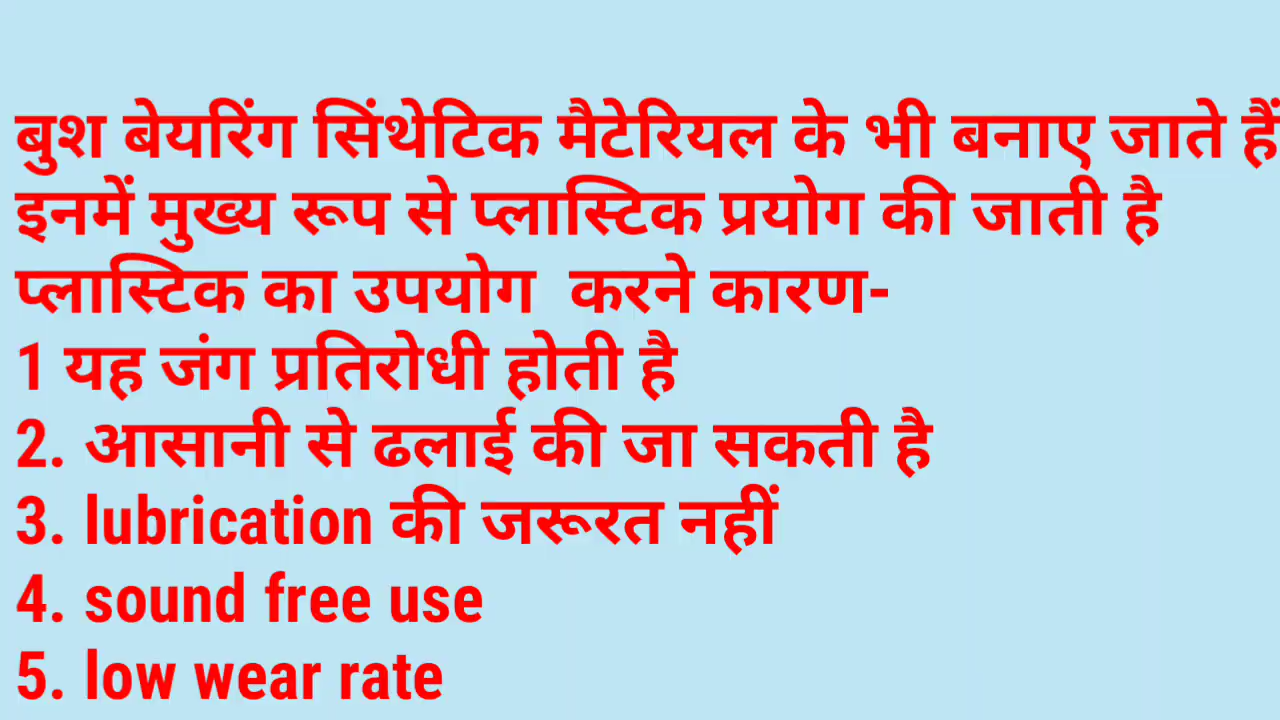 बुश बेयरिंग सिंथेटिक मैटेरियल के भी बनाए जाते हैं
इनमें मुख्य रूप से प्लास्टिक प्रयोग की जाती है
प्लास्टिक का उपयोग करने कारण-
1 यह जंग प्रतिरोधी होती है
2. आसानी से ढलाई की जा सकती है
3. lubrication की जरूरत नहीं
4. sound free use
5. low wear rate